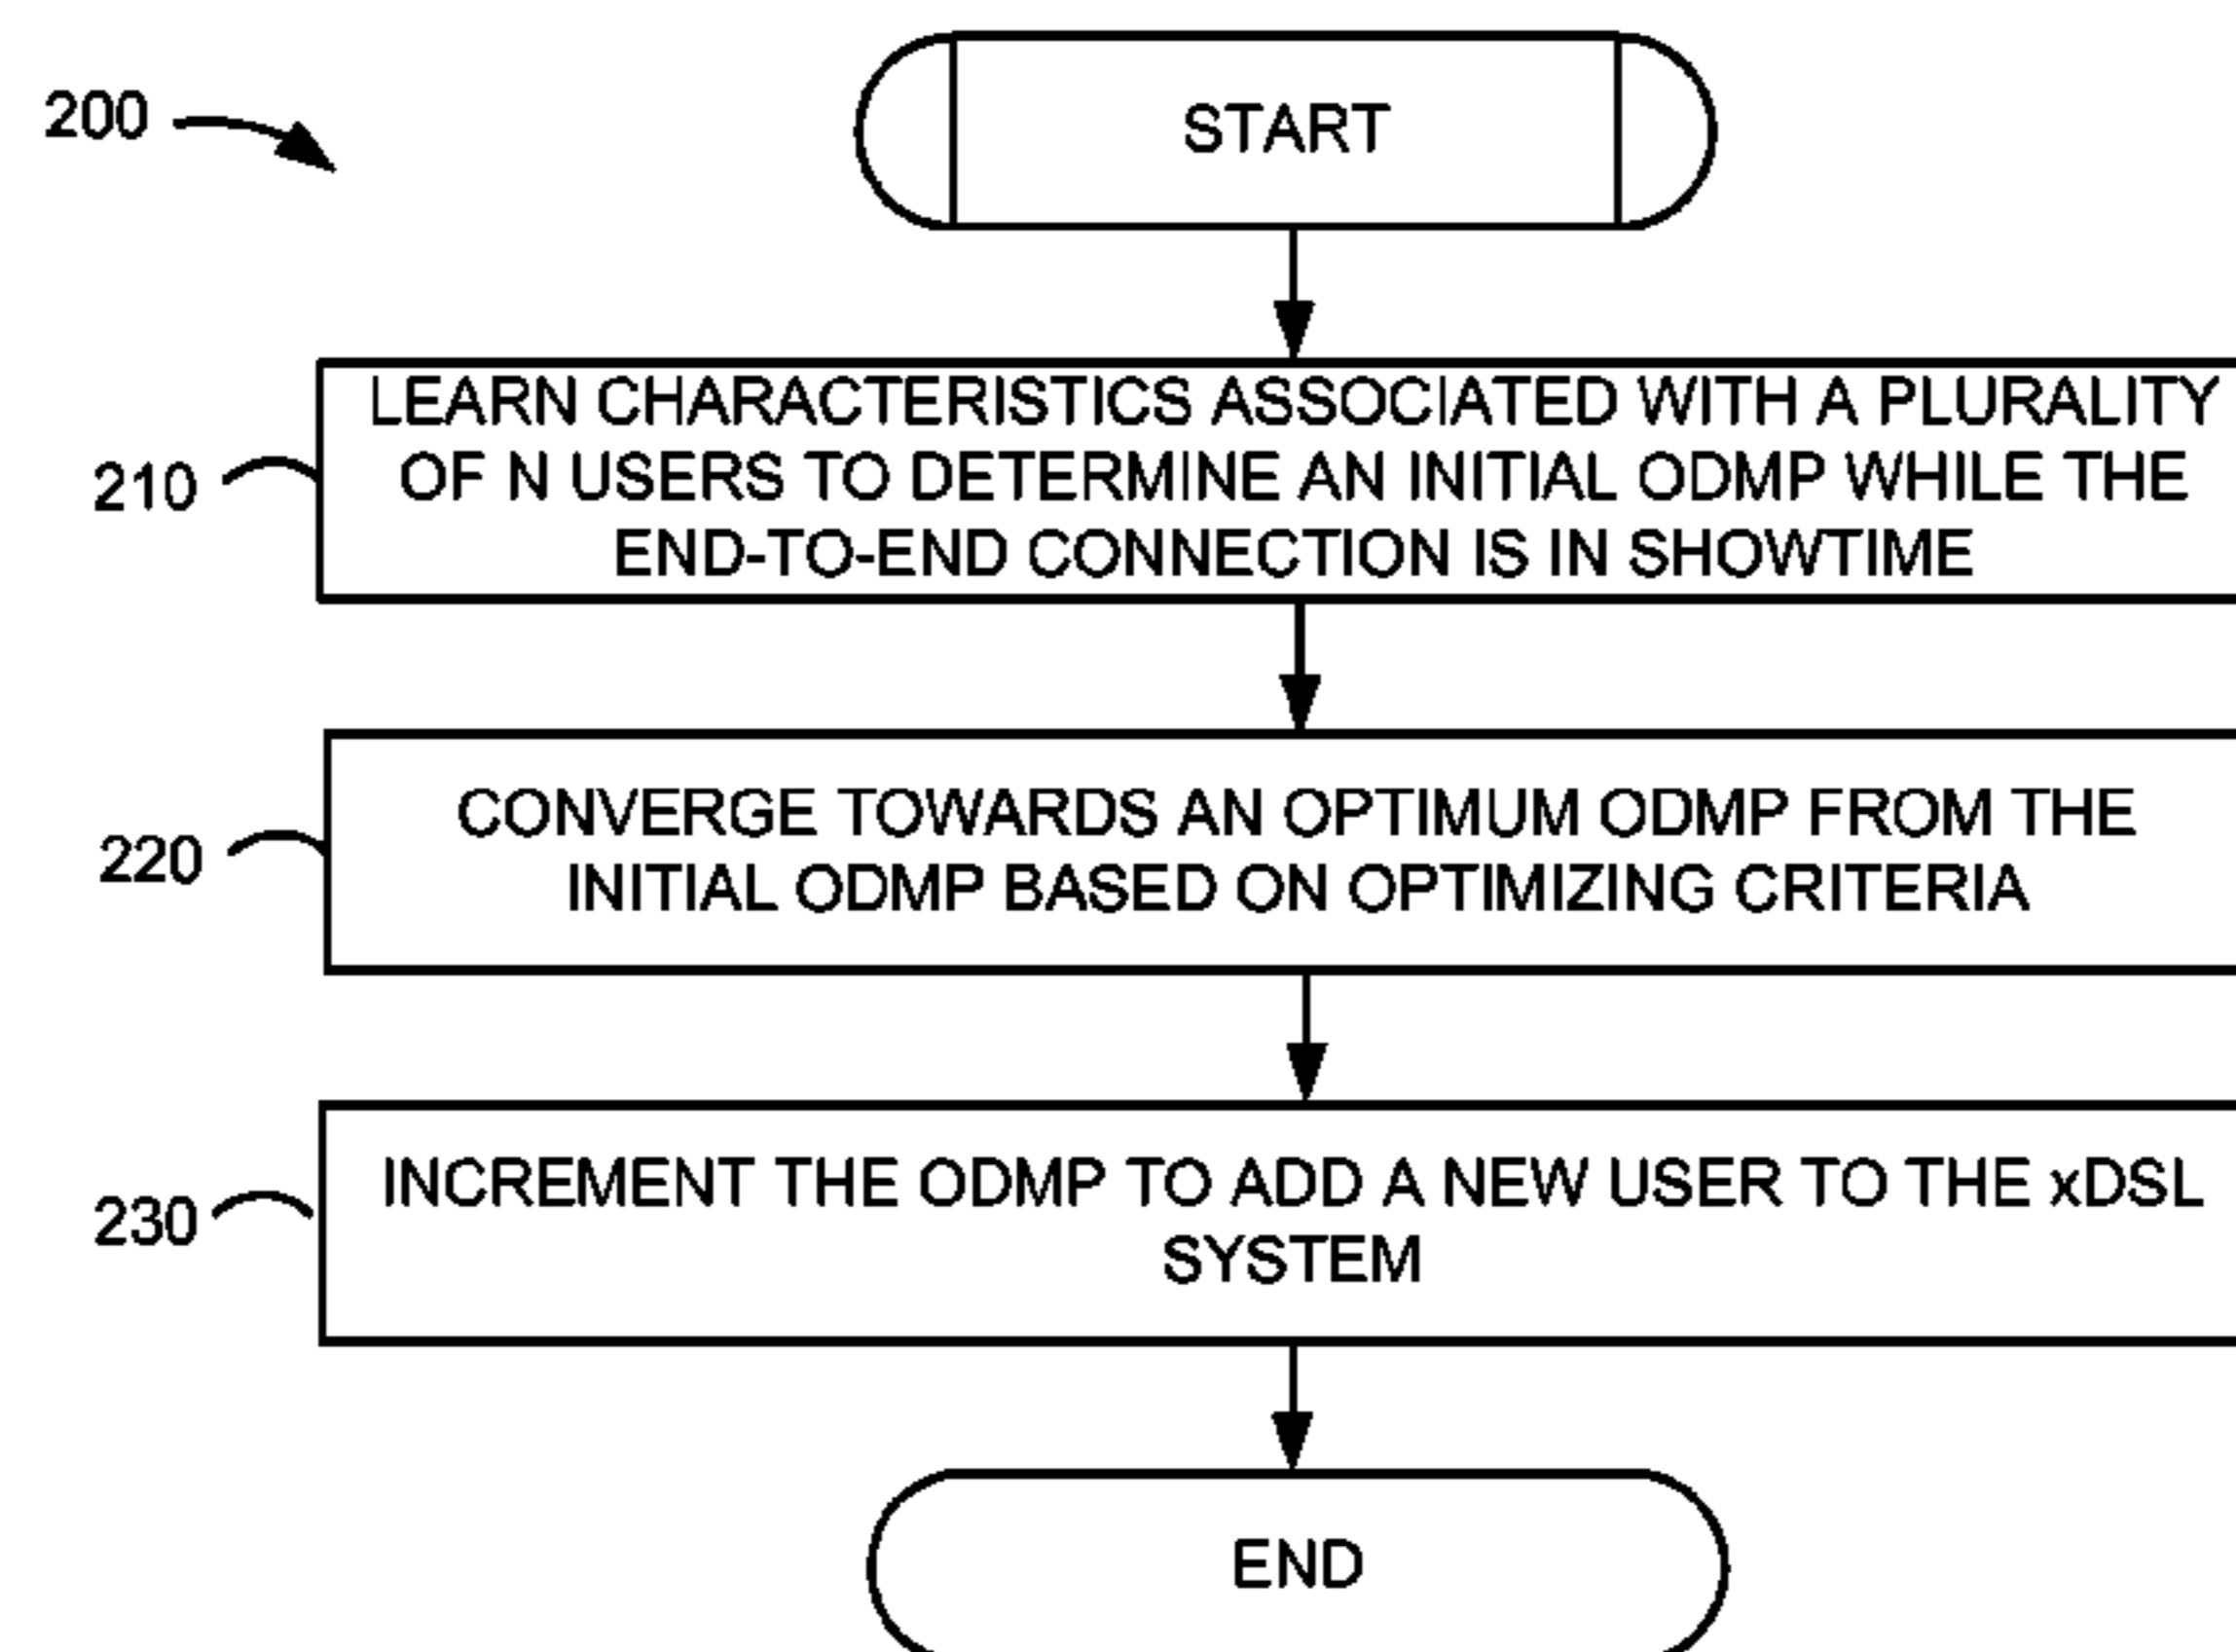 200
START
210
LEARN CHARACTERISTICS ASSOCIATED WITH A PLURALITY
OF N USERS TO DETERMINE AN INITIAL ODMP WHILE THE
END-TO-END CONNECTION IS IN SHOWTIME
220
CONVERGE TOWARDS AN OPTIMUM ODMP FROM THE
INITIAL ODMP BASED ON OPTIMIZING CRITERIA
230
INCREMENT THE ODMP TO ADD A NEW USER TO THE xDSL
SYSTEM
END